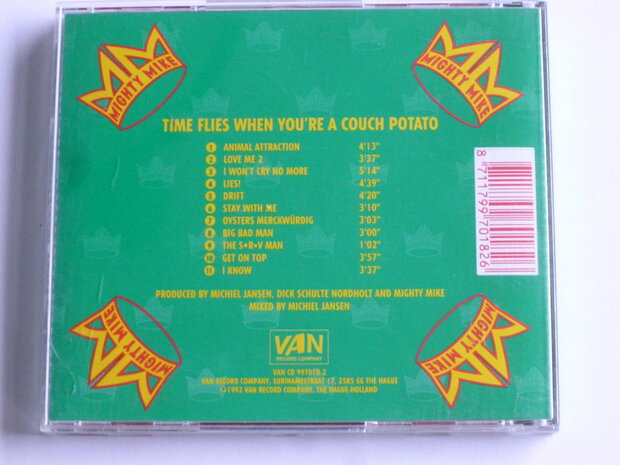 MIGHTY MIKE
MIGHTY MIKE
TIME FLIES WHEN YOU'RE A COUCH POTATO
1 ANIMAL ATTRACTION 4'13"
2 LOVE ME 2 3'37"
3 I WON'T CRY NO MORE 5'14"
4 LIES! 4'39"
5 DRIFT 4'20"
6 STAY WITH ME 3'10"
7 OYSTERS MERCKWÜRDIG 3'03"
8 BIG BAD MAN 3'00"
9 THE S★R★V MAN 1'02"
10 GET ON TOP 3'57"
11 I KNOW 3'37"
8 711799 701826
PRODUCED BY MICHIEL JANSEN, DICK SCHULTE NORDHOLT AND MIGHTY MIKE
MIXED BY MICHIEL JANSEN
MIGHTY MIKE
MIGHTY MIKE
VAN
RECORD COMPANY
VAN CD 997018-2
VAN RECORD COMPANY, SURINAMESTRAAT 17, 2585 GG THE HAGUE
℗1992 VAN RECORD COMPANY, THE HAGUE-HOLLAND